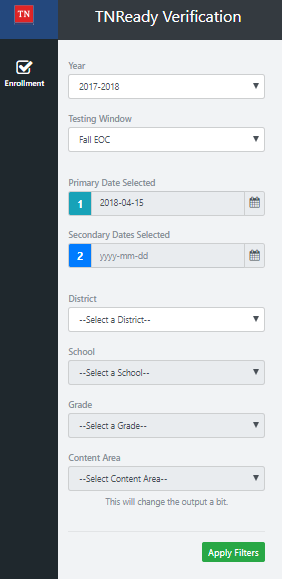 TN
TNReady Verification
Enrollment
Year
2017-2018
Testing Window
Fall EOC
Primary Date Selected
1 2018-04-15
Secondary Dates Selected
2 yyyy-mm-dd
District
--Select a District--
School
--Select a School--
Grade
--Select a Grade--
Content Area
--Select Content Area--
This will change the output a bit.
Apply Filters